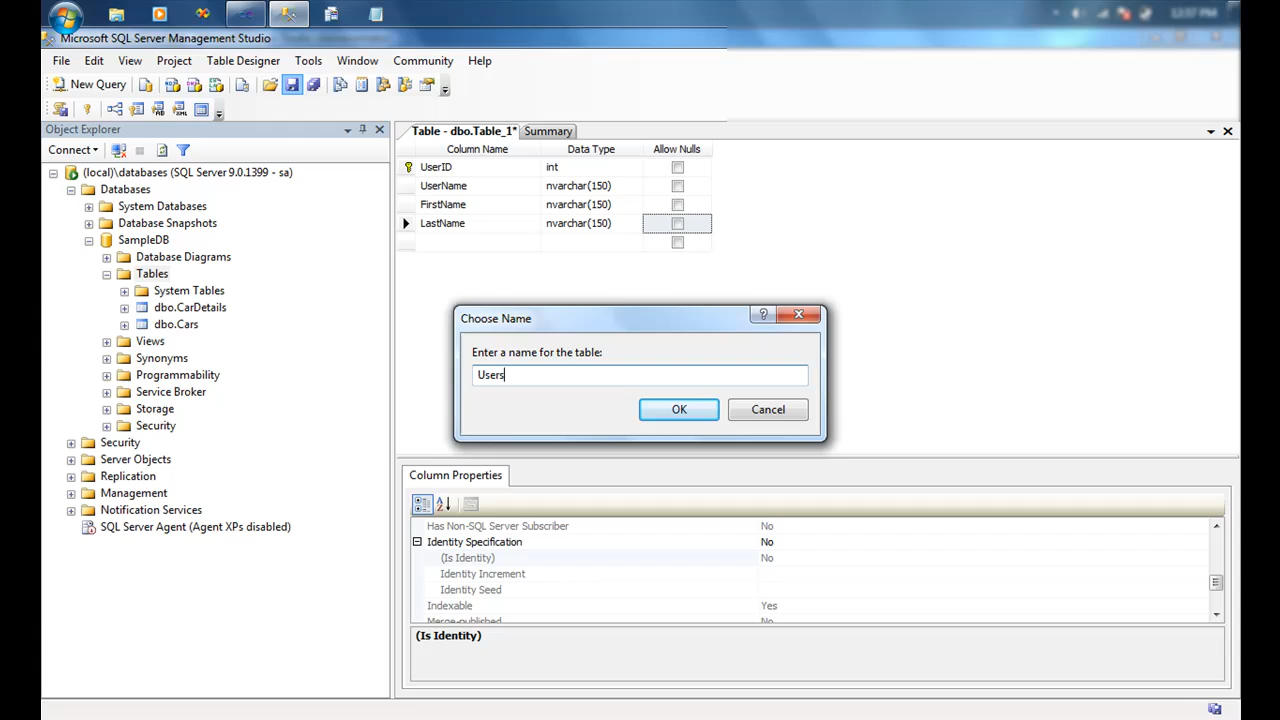 12:37 PM
Microsoft SQL Server Management Studio
File Edit View Project Table Designer Tools Window Community Help
New Query
Object Explorer
Table - dbo.Table_1* Summary
Connect
Column Name Data Type Allow Nulls
UserID int
UserName nvarchar(150)
FirstName nvarchar(150)
LastName nvarchar(150)
(local)\databases (SQL Server 9.0.1399 - sa)
Databases
System Databases
Database Snapshots
SampleDB
Database Diagrams
Tables
System Tables
dbo.CarDetails
dbo.Cars
Views
Synonyms
Programmability
Service Broker
Storage
Security
Security
Server Objects
Replication
Management
Notification Services
SQL Server Agent (Agent XPs disabled)
Choose Name
?
Enter a name for the table:
Users
OK Cancel
Column Properties
Has Non-SQL Server Subscriber No
Identity Specification No
(Is Identity) No
Identity Increment
Identity Seed
Indexable Yes
Merge-published No
(Is Identity)